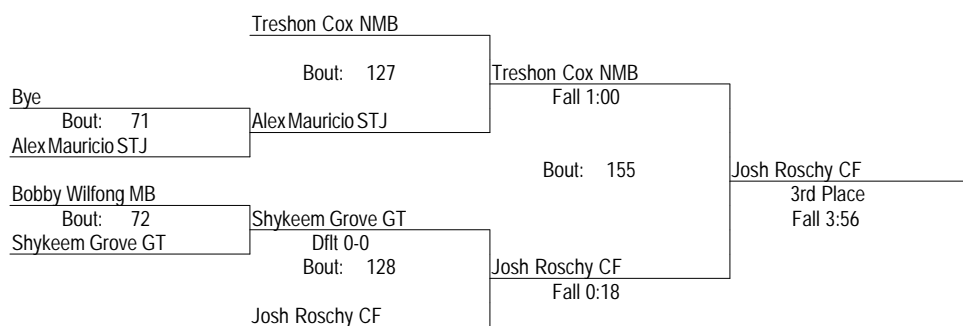 Treshon Cox NMB
Bout: 127
Treshon Cox NMB
Fall 1:00
Bye
Bout: 71
Alex Mauricio STJ
Alex Mauricio STJ
Bout: 155
Josh Roschy CF
3rd Place
Fall 3:56
Bobby Wilfong MB
Bout: 72
Shykeem Grove GT
Shykeem Grove GT
Dflt 0-0
Bout: 128
Josh Roschy CF
Fall 0:18
Josh Roschy CF